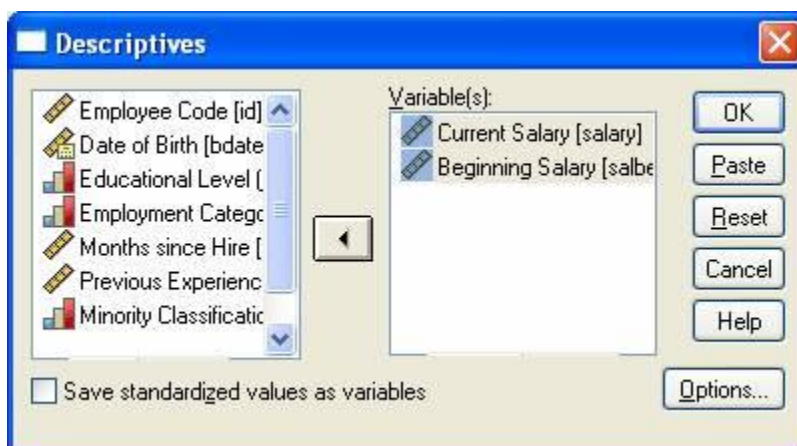 Descriptives
Employee Code [id]
Date of Birth [bdate
Educational Level (
Employment Catego
Months since Hire [
Previous Experienc
Minority Classificatic
Variable(s):
Current Salary [salary]
Beginning Salary [salbe
OK
Paste
Reset
Cancel
Help
Save standardized values as variables
Options...